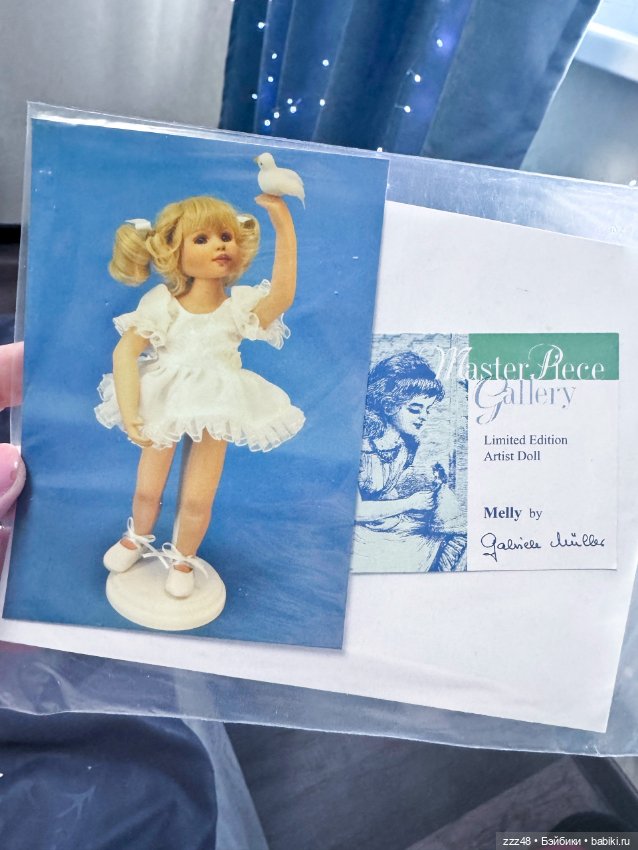 MasterPiece
Gallery
Limited Edition
Artist Doll
Melly by
Gabriele Müller
zzz48 • Бэйбики • babiki.ru